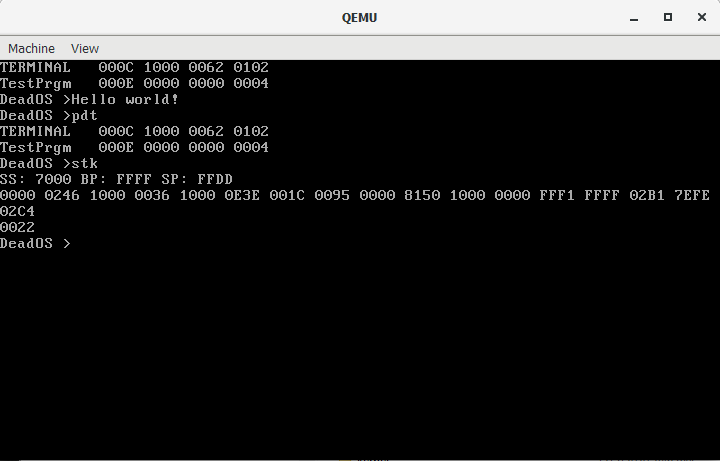 QEMU
Machine View
TERMINAL 000C 1000 0062 0102
TestPrgm 000E 0000 0000 0004
DeadOS >Hello world!
DeadOS >pdt
TERMINAL 000C 1000 0062 0102
TestPrgm 000E 0000 0000 0004
DeadOS >stk
SS: 7000 BP: FFFF SP: FFDD
0000 0246 1000 0036 1000 0E3E 001C 0095 0000 8150 1000 0000 FFF1 FFFF 02B1 7EFE
02C4
0022
DeadOS >